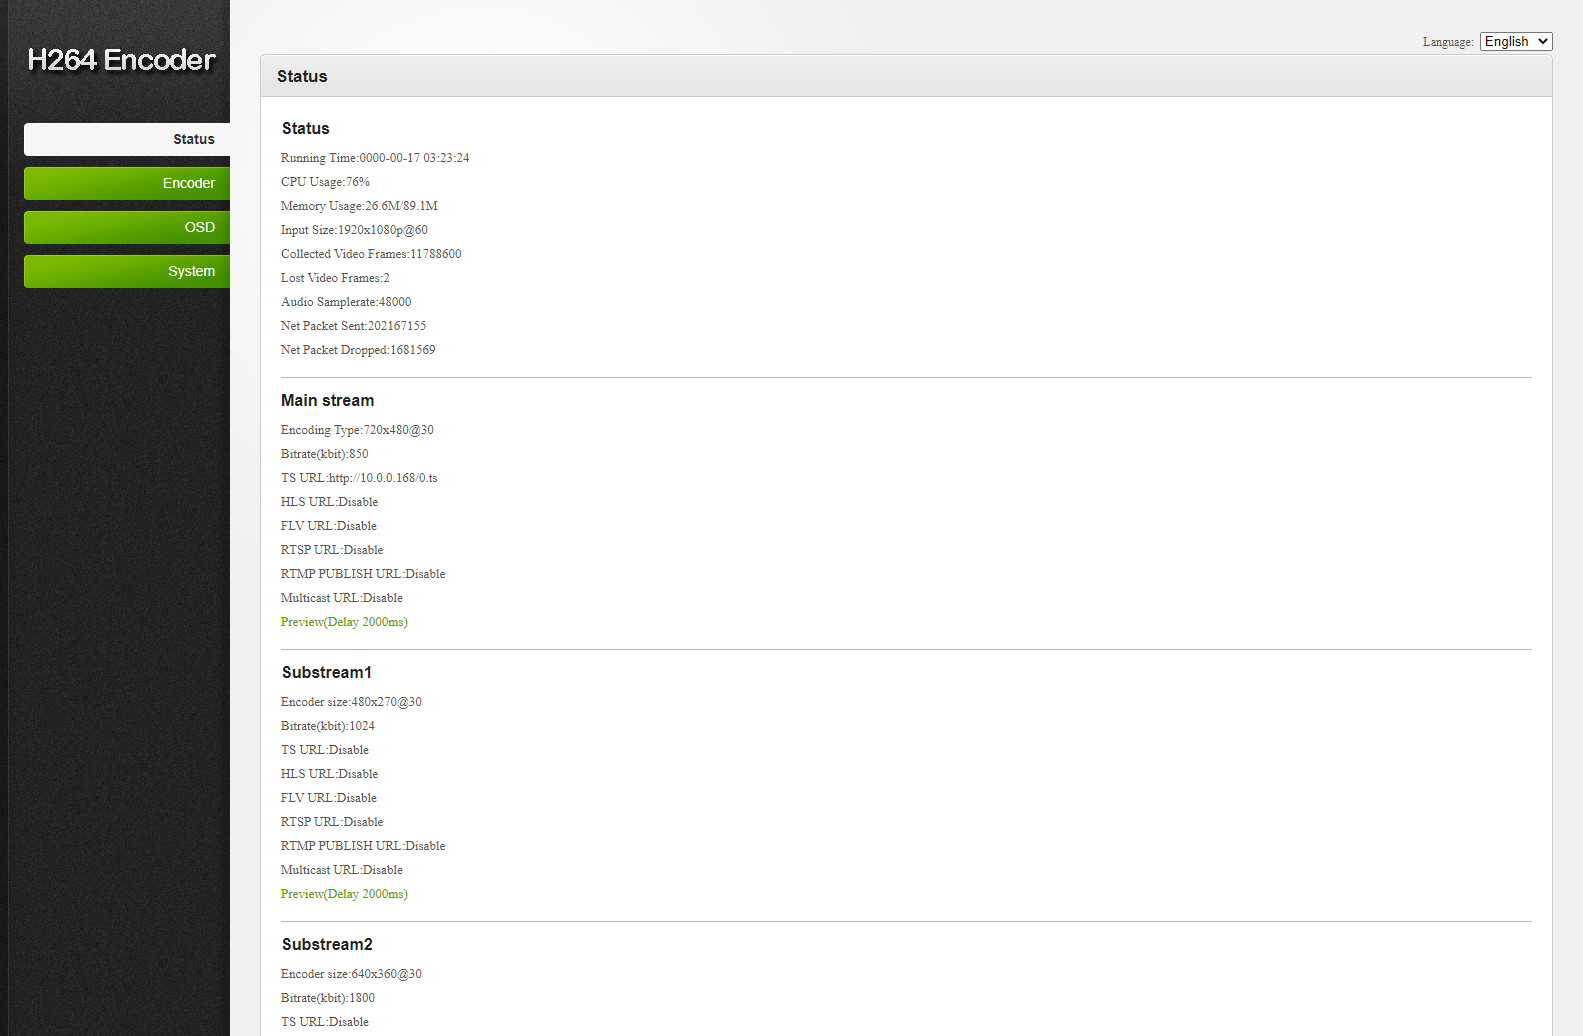 H264 Encoder
Language: English
Status
Encoder
OSD
System
Status
Status
Running Time:0000-00-17 03:23:24
CPU Usage:76%
Memory Usage:26.6M/89.1M
Input Size:1920x1080p@60
Collected Video Frames:11788600
Lost Video Frames:2
Audio Samplerate:48000
Net Packet Sent:202167155
Net Packet Dropped:1681569
Main stream
Encoding Type:720x480@30
Bitrate(kbit):850
TS URL:http://10.0.0.168/0.ts
HLS URL:Disable
FLV URL:Disable
RTSP URL:Disable
RTMP PUBLISH URL:Disable
Multicast URL:Disable
Preview(Delay 2000ms)
Substream1
Encoder size:480x270@30
Bitrate(kbit):1024
TS URL:Disable
HLS URL:Disable
FLV URL:Disable
RTSP URL:Disable
RTMP PUBLISH URL:Disable
Multicast URL:Disable
Preview(Delay 2000ms)
Substream2
Encoder size:640x360@30
Bitrate(kbit):1800
TS URL:Disable